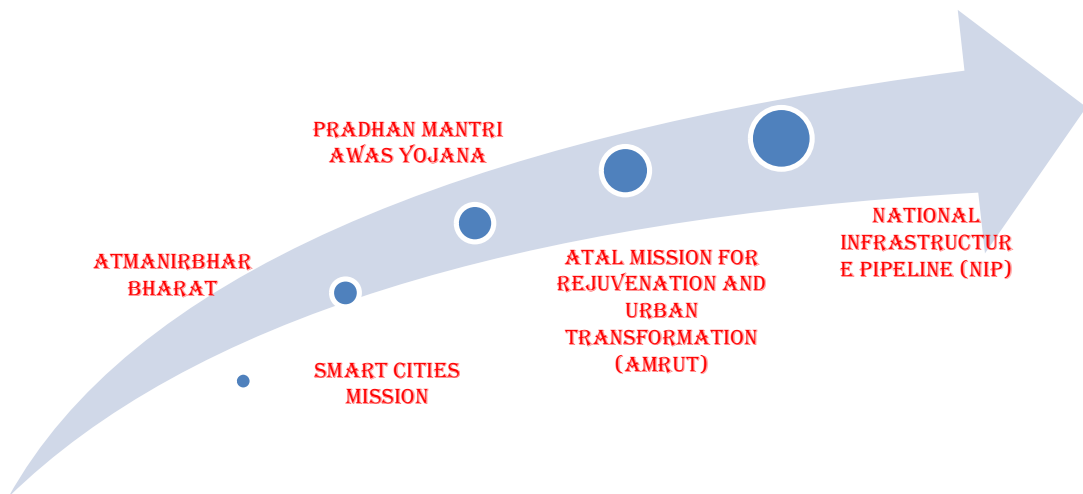 ATMANIRBHAR
BHARAT
SMART CITIES
MISSION
PRADHAN MANTRI
AWAS YOJANA
ATAL MISSION FOR
REJUVENATION AND
URBAN
TRANSFORMATION
(AMRUT)
NATIONAL
INFRASTRUCTUR
E PIPELINE (NIP)